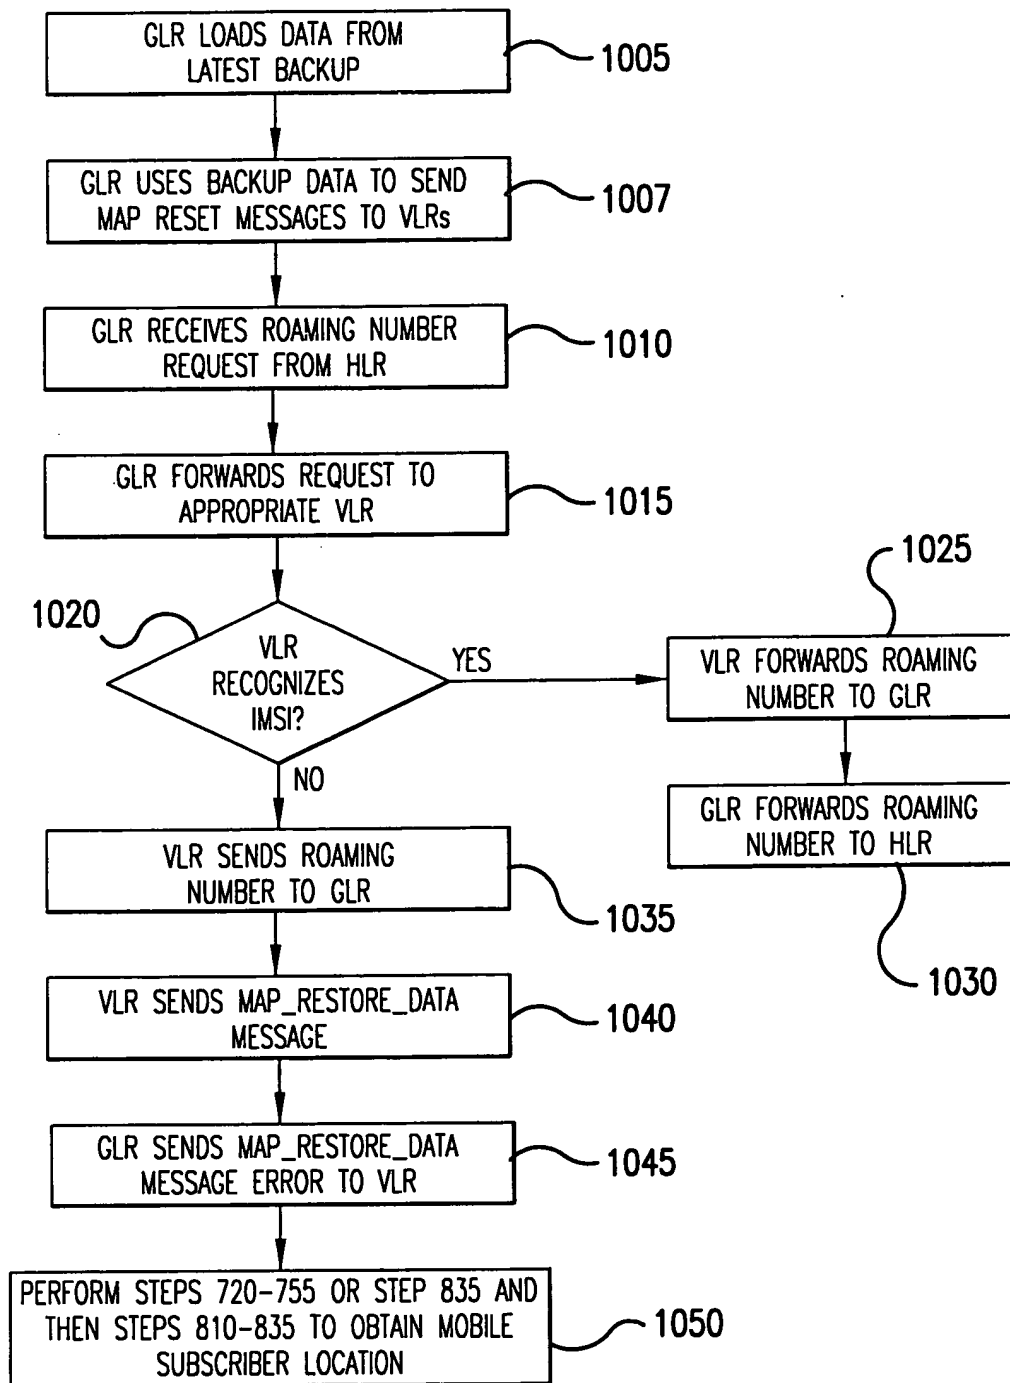 GLR LOADS DATA FROM
LATEST BACKUP
1005
GLR USES BACKUP DATA TO SEND
MAP RESET MESSAGES TO VLRs
1007
GLR RECEIVES ROAMING NUMBER
REQUEST FROM HLR
1010
GLR FORWARDS REQUEST TO
APPROPRIATE VLR
1015
1020
VLR
RECOGNIZES
IMSI?
YES
NO
1025
VLR FORWARDS ROAMING
NUMBER TO GLR
GLR FORWARDS ROAMING
NUMBER TO HLR
1030
VLR SENDS ROAMING
NUMBER TO GLR
1035
VLR SENDS MAP_RESTORE_DATA
MESSAGE
1040
GLR SENDS MAP_RESTORE_DATA
MESSAGE ERROR TO VLR
1045
PERFORM STEPS 720-755 OR STEP 835 AND
THEN STEPS 810-835 TO OBTAIN MOBILE
SUBSCRIBER LOCATION
1050